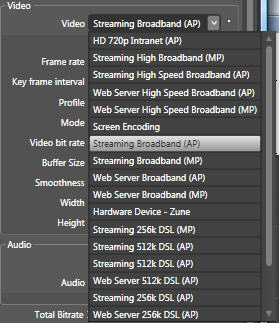 Video
Video Streaming Broadband (AP)
HD 720p Intranet (AP)
Streaming High Broadband (MP)
Frame rate
Streaming High Speed Broadband (AP)
Key frame interval
Web Server High Speed Broadband (AP)
Profile
Web Server High Speed Broadband (MP)
Mode
Screen Encoding
Video bit rate
Streaming Broadband (AP)
Buffer Size
Streaming Broadband (MP)
Smoothness
Web Server Broadband (AP)
Width
Web Server Broadband (MP)
Height
Hardware Device - Zune
Streaming 256k DSL (MP)
Audio
Streaming 512k DSL (AP)
Streaming 512k DSL (AP)
Audio
Web Server 512k DSL (AP)
Streaming 256k DSL (AP)
Total Bitrate
Web Server 256k DSL (AP)